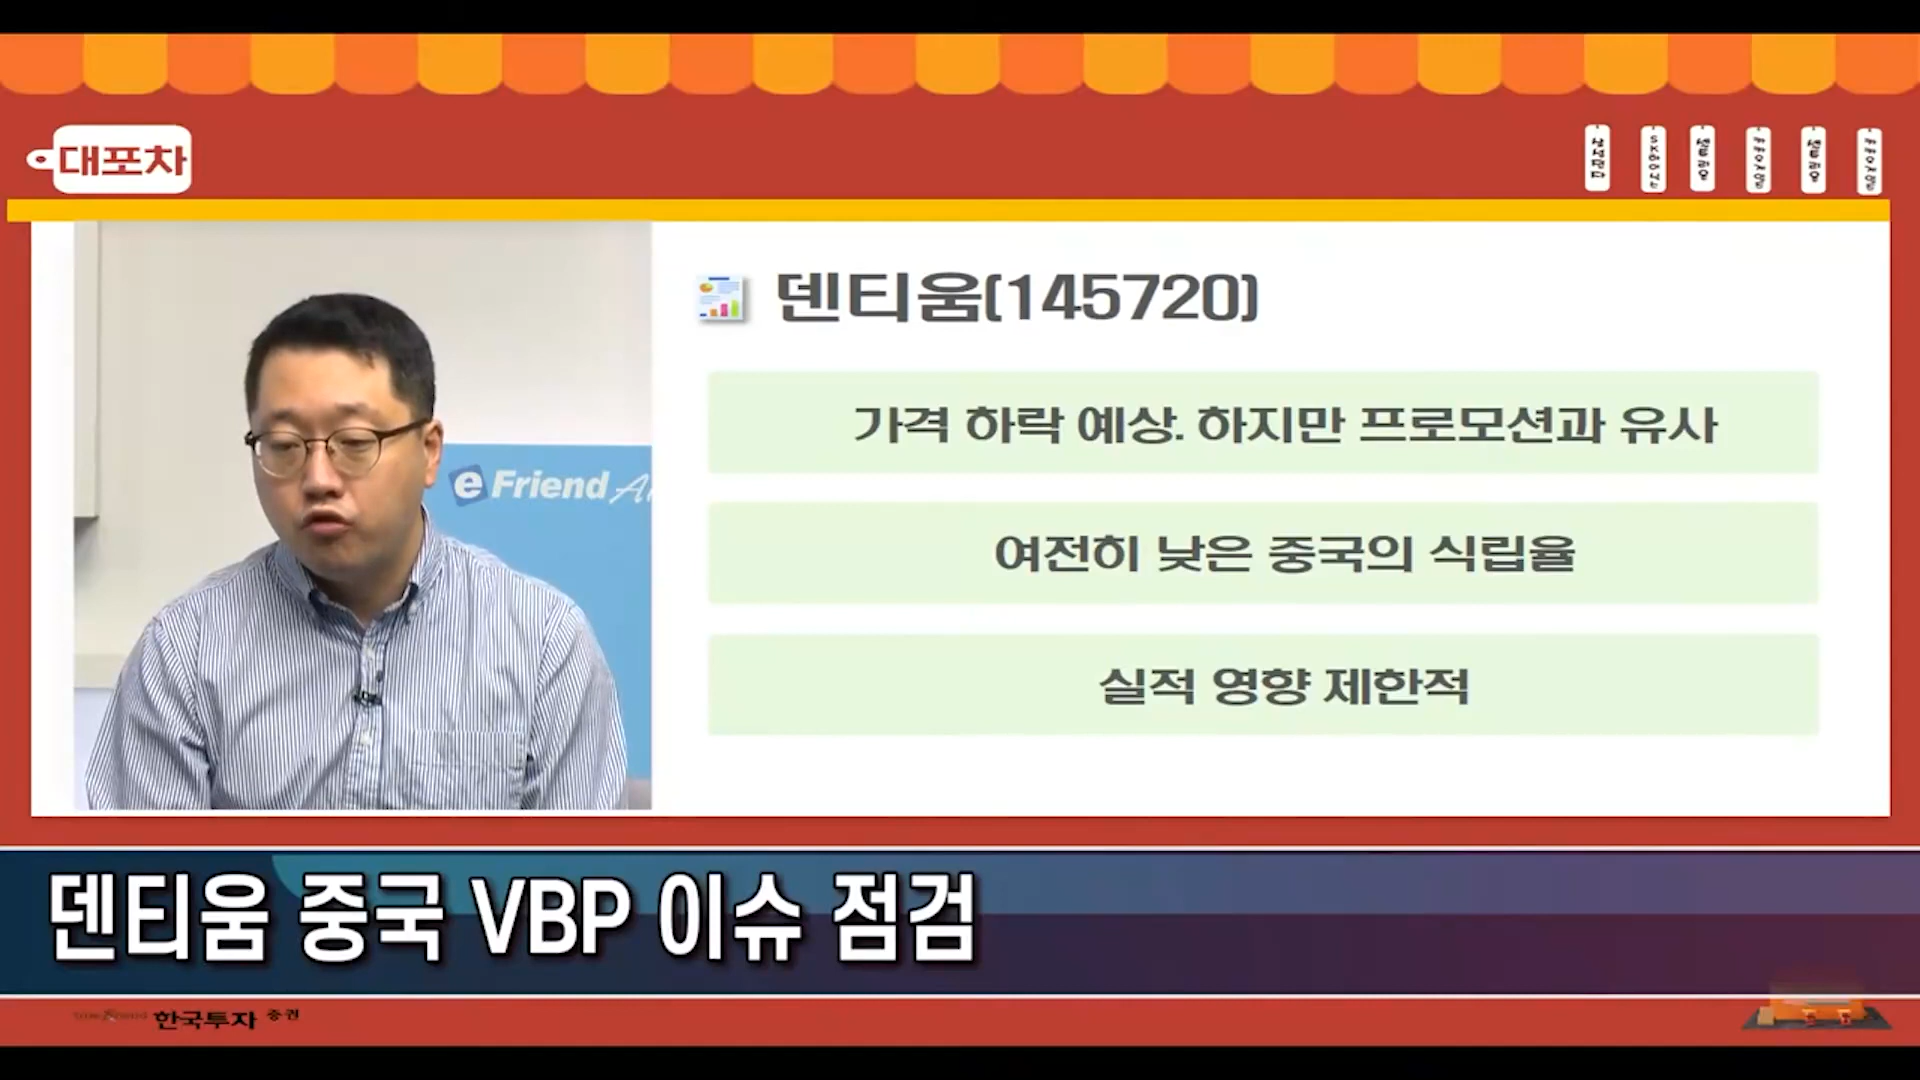 대포차
덴티움(145720)
가격 하락 예상. 하지만 프로모션과 유사
여전히 낮은 중국의 식립율
실적 영향 제한적
e Friend
덴티움 중국 VBP 이슈 점검
한국투자 증권